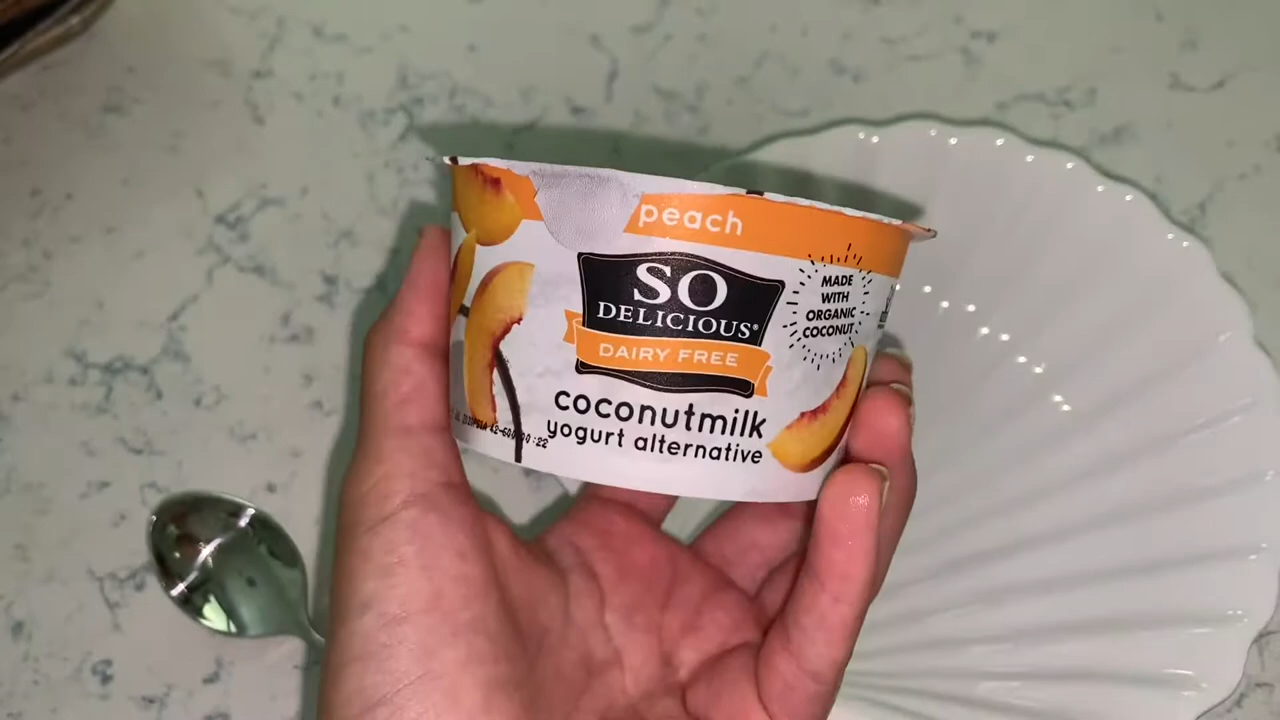 peach
SO
DELICIOUS®
DAIRY FREE
coconutmilk
yogurt alternative
MADE
WITH
ORGANIC
COCONUT